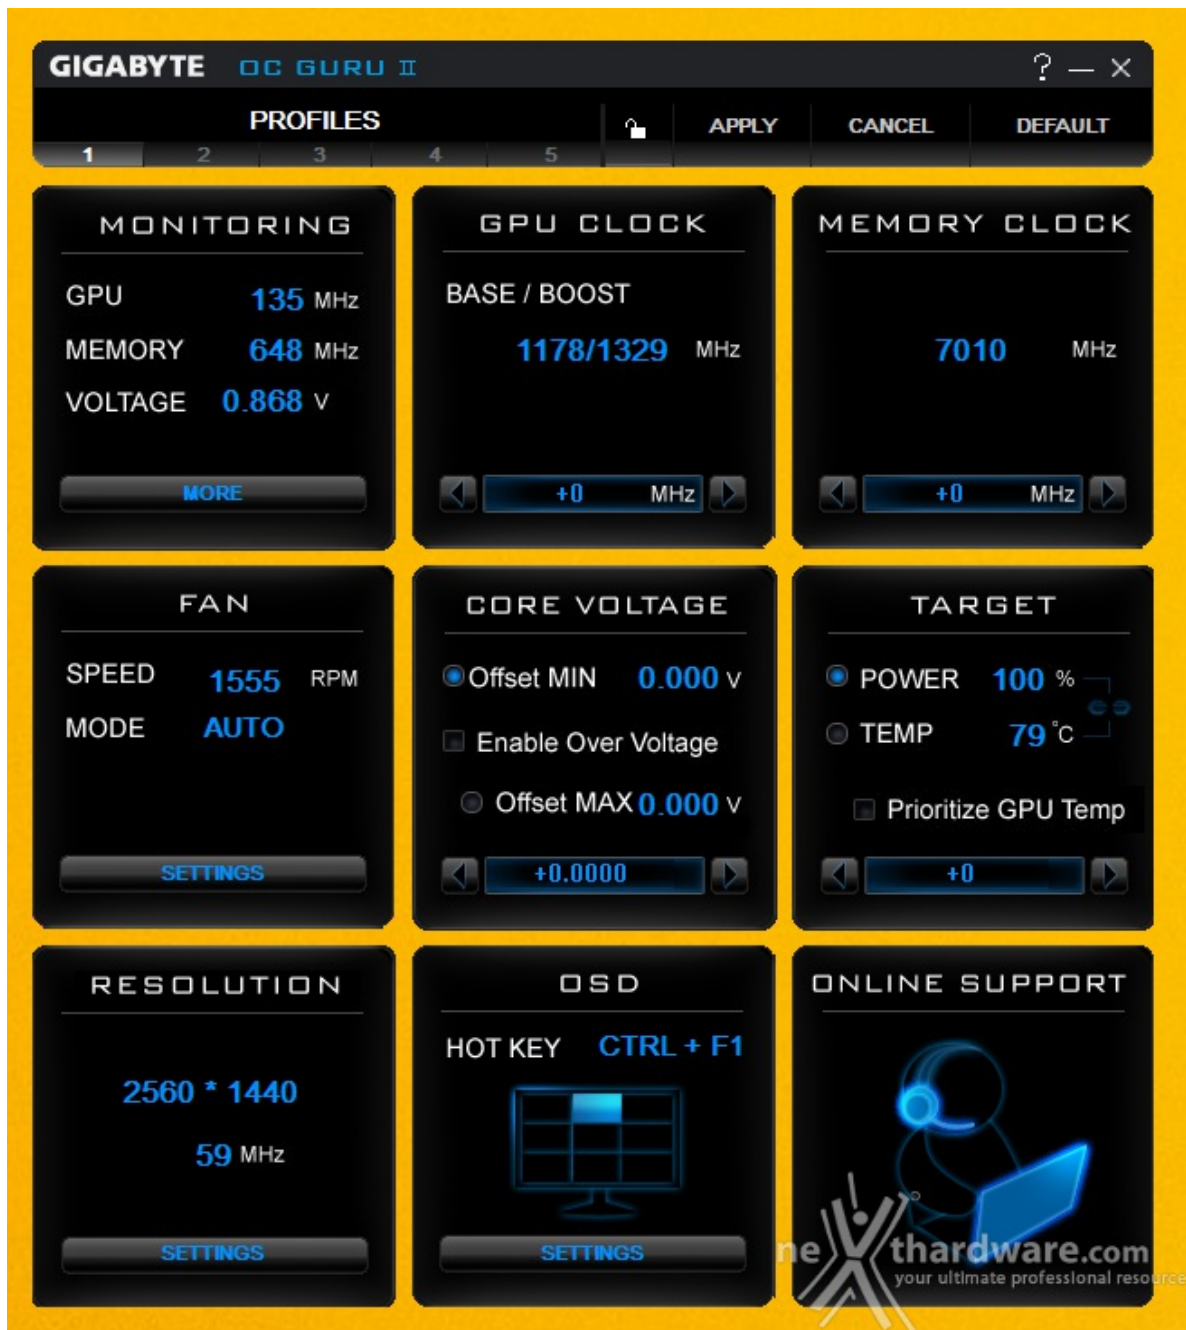 GIGABYTE OC GURU II ? — ×
PROFILES
APPLY CANCEL DEFAULT
1 2 3 4 5
MONITORING
GPU 135 MHz
MEMORY 648 MHz
VOLTAGE 0.868 V
MORE
GPU CLOCK
BASE / BOOST
1178/1329 MHz
+0 MHz
MEMORY CLOCK
7010 MHz
+0 MHz
FAN
SPEED 1555 RPM
MODE AUTO
SETTINGS
CORE VOLTAGE
Offset MIN 0.000 V
Enable Over Voltage
Offset MAX 0.000 V
+0.0000
TARGET
POWER 100 %
TEMP 79 °C
Prioritize GPU Temp
+0
RESOLUTION
2560 * 1440
59 MHz
SETTINGS
OSD
HOT KEY CTRL + F1
SETTINGS
ONLINE SUPPORT
nexthardware.com
your ultimate professional resource